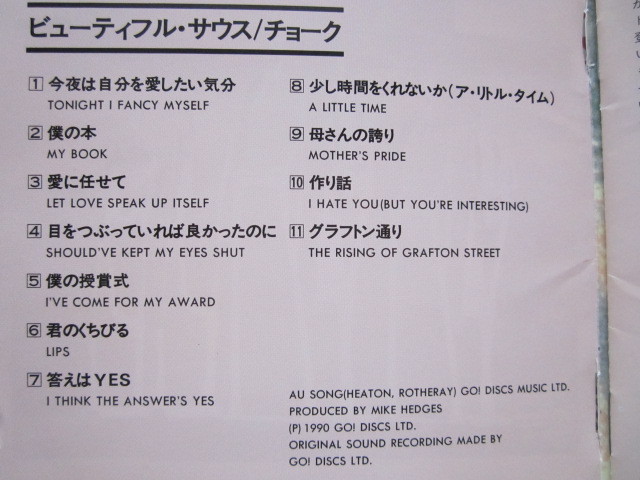 ビューティフル・サウス/チョーク
1 今夜は自分を愛したい気分
TONIGHT I FANCY MYSELF
2 僕の本
MY BOOK
3 愛に任せて
LET LOVE SPEAK UP ITSELF
4 目をつぶっていれば良かったのに
SHOULD'VE KEPT MY EYES SHUT
5 僕の授賞式
I'VE COME FOR MY AWARD
6 君のくちびる
LIPS
7 答えはYES
I THINK THE ANSWER'S YES
8 少し時間をくれないか(ア・リトル・タイム)
A LITTLE TIME
9 母さんの誇り
MOTHER'S PRIDE
10 作り話
I HATE YOU(BUT YOU'RE INTERESTING)
11 グラフトン通り
THE RISING OF GRAFTON STREET
AU SONG(HEATON, ROTHERAY) GO! DISCS MUSIC LTD.
PRODUCED BY MIKE HEDGES
(P) 1990 GO! DISCS LTD.
ORIGINAL SOUND RECORDING MADE BY
GO! DISCS LTD.